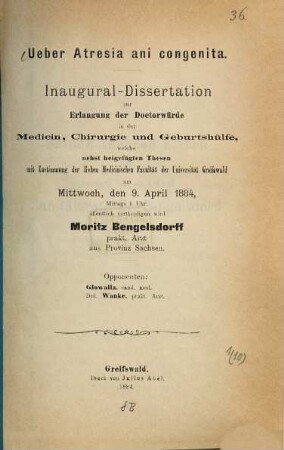 36.
Ueber Atresia ani congenita.
Inaugural-Dissertation
zur
Erlangung der Doctorwürde
in der
Medicin, Chirurgie und Geburtshülfe,
welche
nebst beigefügten Thesen
mit Zustimmung der Hohen Medicinischen Facultät der Universität Greifswald
am
Mittwoch, den 9. April 1884,
Mittags 1 Uhr
öffentlich vertheidigen wird
Moritz Bengelsdorff
prakt. Arzt
aus Provinz Sachsen.
Opponenten:
Glowalla, cand. med.
Wanke, prakt. Arzt.
Greifswald.
Druck von Julius Abel.
1884.